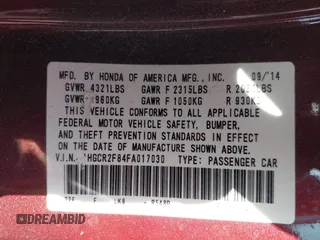 MFD. BY HONDA OF AMERICA MFG., INC. 09/'14
GVWR 4321LBS GAWR F 2315LBS R
GVWR 1960KG GAWR F 1050KG R 930KG
THIS VEHICLE CONFORMS TO ALL APPLICABLE
FEDERAL MOTOR VEHICLE SAFETY, BUMPER,
AND THEFT PREVENTION STANDARDS IN EFFECT
ON THE DATE OF MANUFACTURE SHOWN ABOVE.
V.I.N. 1HGCR2F84FA017030 TYPE: PASSENGER CAR
DREAMBID